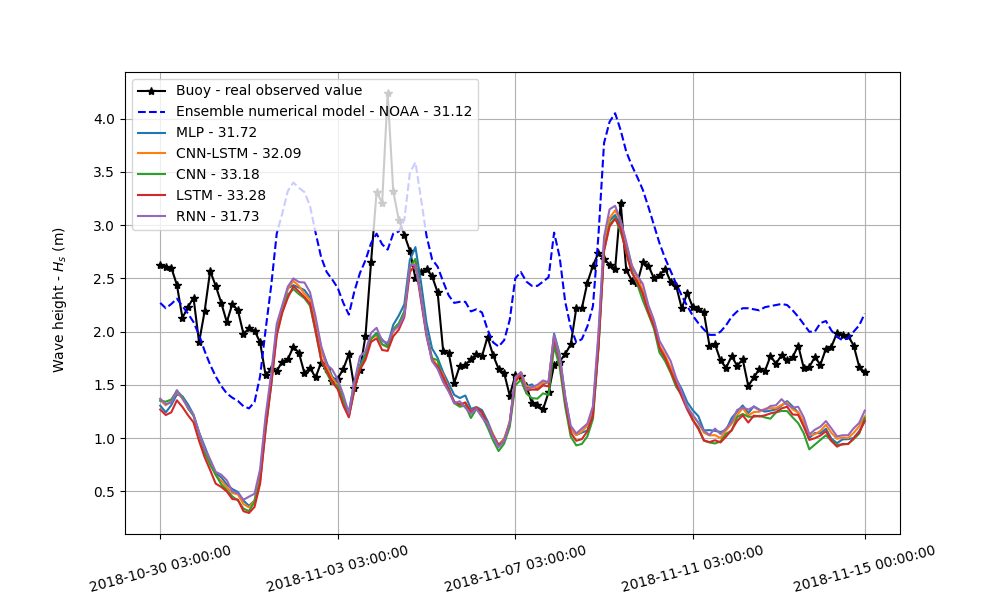 Buoy - real observed value
Ensemble numerical model - NOAA - 31.12
MLP - 31.72
CNN-LSTM - 32.09
CNN - 33.18
LSTM - 33.28
RNN - 31.73
Wave height - Hs (m)
4.0
3.5
3.0
2.5
2.0
1.5
1.0
0.5
2018-10-30 03:00:00
2018-11-03 03:00:00
2018-11-07 03:00:00
2018-11-11 03:00:00
2018-11-15 00:00:00